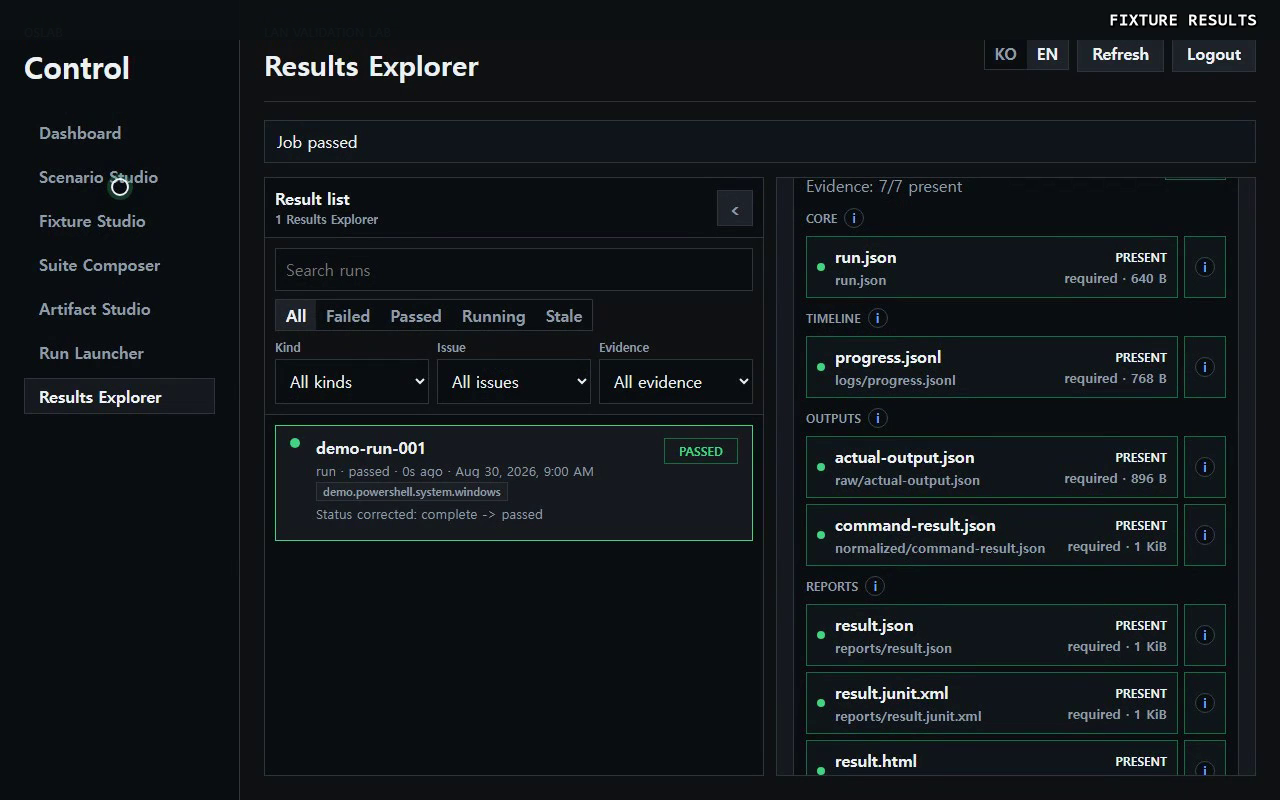 FIXTURE RESULTS
Control
Dashboard
Scenario Studio
Fixture Studio
Suite Composer
Artifact Studio
Run Launcher
Results Explorer
Results Explorer
KO EN Refresh Logout
Job passed
Result list
1 Results Explorer
<
Search runs
All Failed Passed Running Stale
Kind Issue Evidence
All kinds All issues All evidence
demo-run-001 PASSED
run · passed · 0s ago · Aug 30, 2026, 9:00 AM
demo.powershell.system.windows
Status corrected: complete -> passed
Evidence: 7/7 present
CORE i
run.json PRESENT
run.json required · 640 B i
TIMELINE i
progress.jsonl PRESENT
logs/progress.jsonl required · 768 B i
OUTPUTS i
actual-output.json PRESENT
raw/actual-output.json required · 896 B i
command-result.json PRESENT
normalized/command-result.json required · 1 KiB i
REPORTS i
result.json PRESENT
reports/result.json required · 1 KiB i
result.junit.xml PRESENT
reports/result.junit.xml required · 1 KiB i
result.html PRESENT
i